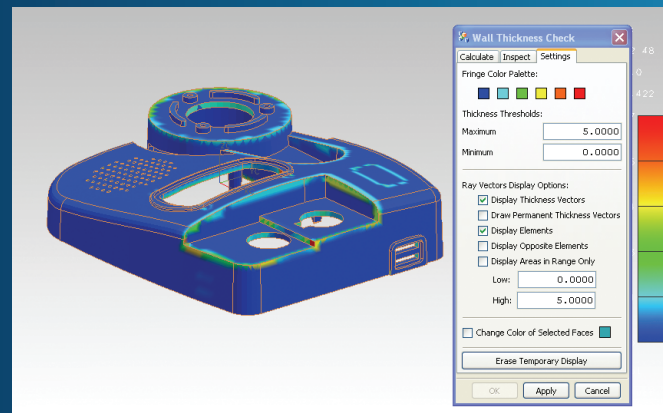 Wall Thickness Check
Calculate Inspect Settings
Fringe Color Palette:
Thickness Thresholds:
Maximum 5.0000
Minimum 0.0000
Ray Vectors Display Options:
Display Thickness Vectors
Draw Permanent Thickness Vectors
Display Elements
Display Opposite Elements
Display Areas in Range Only
Low: 0.0000
High: 5.0000
Change Color of Selected Faces
Erase Temporary Display
OK Apply Cancel